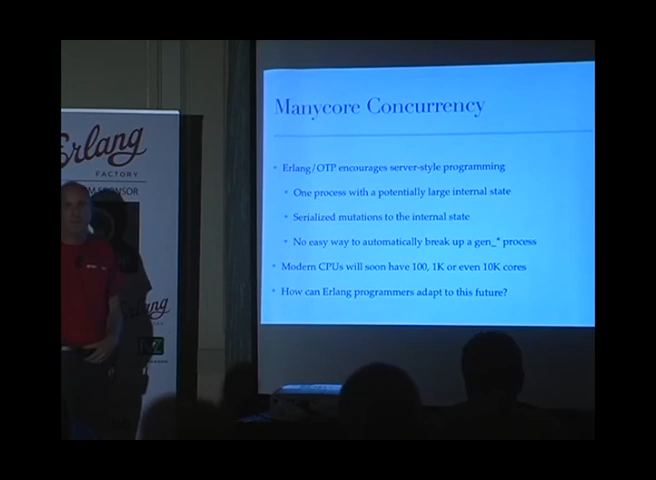 Erlang
FACTORY
SPONSOR
Erlang
Manycore Concurrency
Erlang/OTP encourages server-style programming
One process with a potentially large internal state
Serialized mutations to the internal state
No easy way to automatically break up a gen_* process
Modern CPUs will soon have 100, 1K or even 10K cores
How can Erlang programmers adapt to this future?